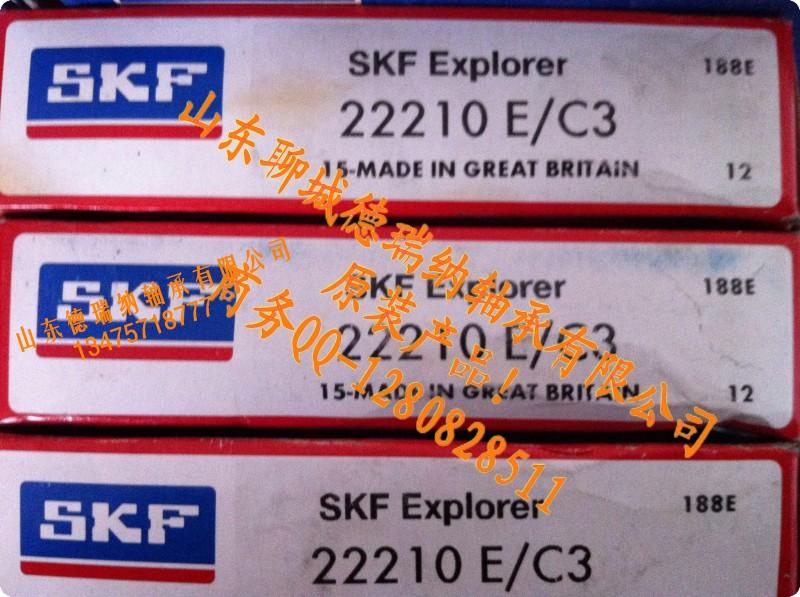 SKF
SKF Explorer
188E
22210 E/C3
15-MADE IN GREAT BRITAIN
12
SKF
SKF Explorer
188E
22210 E/C3
15-MADE IN GREAT BRITAIN
12
SKF
SKF Explorer
188E
22210 E/C3
山东聊城德瑞纳轴承有限公司
原装产品!
商务QQ-1280828511
山东德瑞纳轴承有限公司
13475718777